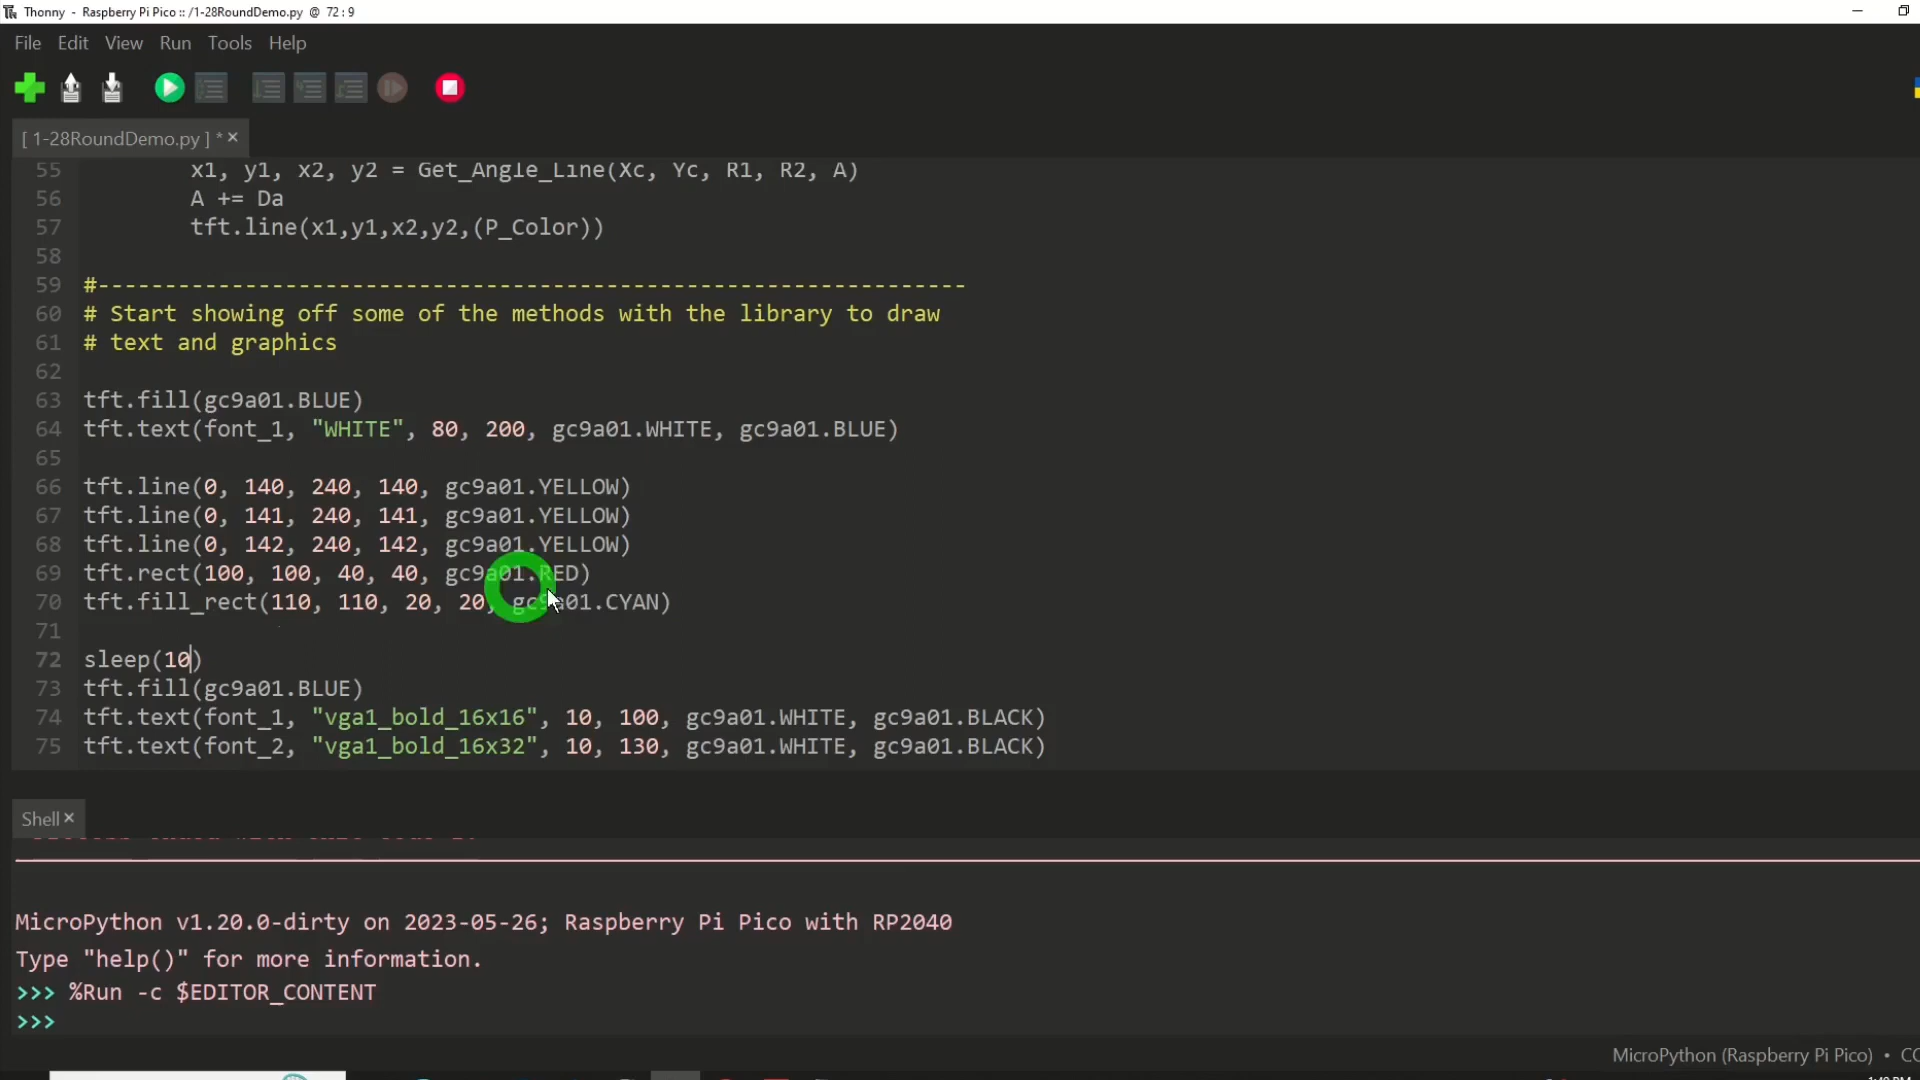 Thonny - Raspberry Pi Pico :: /1-28RoundDemo.py @ 72 : 9
File Edit View Run Tools Help
[ 1-28RoundDemo.py ] * ×
55 x1, y1, x2, y2 = Get_Angle_Line(Xc, Yc, R1, R2, A)
56 A += Da
57 tft.line(x1,y1,x2,y2,(P_Color))
58
59 #-----------------------------------------------------------------
60 # Start showing off some of the methods with the library to draw
61 # text and graphics
62
63 tft.fill(gc9a01.BLUE)
64 tft.text(font_1, "WHITE", 80, 200, gc9a01.WHITE, gc9a01.BLUE)
65
66 tft.line(0, 140, 240, 140, gc9a01.YELLOW)
67 tft.line(0, 141, 240, 141, gc9a01.YELLOW)
68 tft.line(0, 142, 240, 142, gc9a01.YELLOW)
69 tft.rect(100, 100, 40, 40, gc9a01.RED)
70 tft.fill_rect(110, 110, 20, 20, gc9a01.CYAN)
71
72 sleep(10)
73 tft.fill(gc9a01.BLUE)
74 tft.text(font_1, "vga1_bold_16x16", 10, 100, gc9a01.WHITE, gc9a01.BLACK)
75 tft.text(font_2, "vga1_bold_16x32", 10, 130, gc9a01.WHITE, gc9a01.BLACK)
Shell ×
MicroPython v1.20.0-dirty on 2023-05-26; Raspberry Pi Pico with RP2040
Type "help()" for more information.
>>> %Run -c $EDITOR_CONTENT
>>>
MicroPython (Raspberry Pi Pico) •